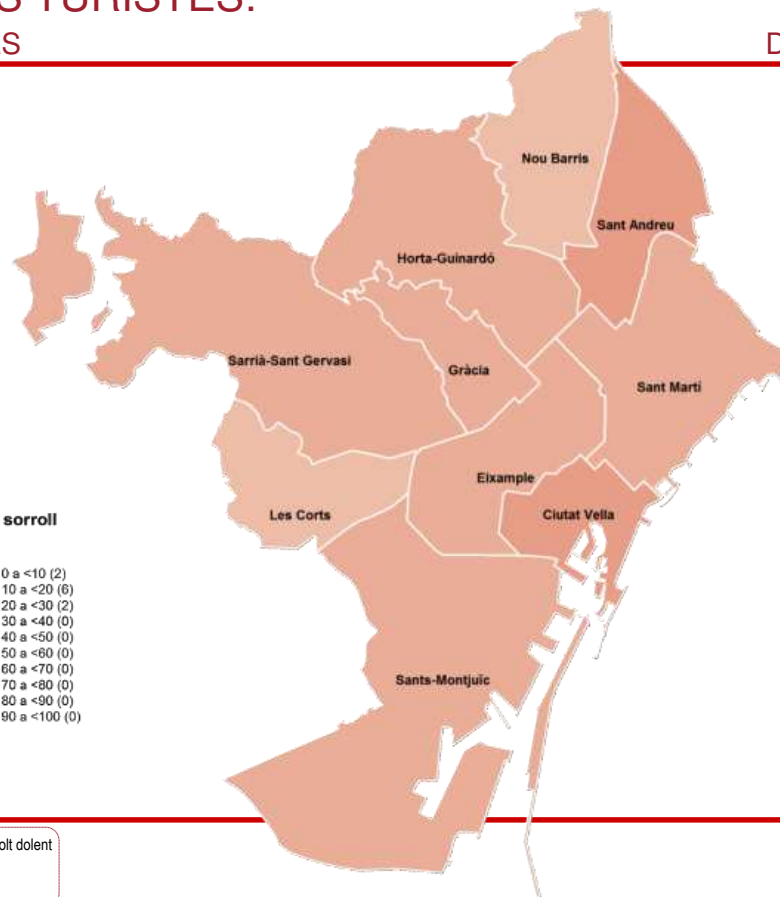 S TURISTES:
S
D
Nou Barris
Sant Andreu
Horta-Guinardó
Sarrià-Sant Gervasi
Gràcia
Sant Martí
Eixample
Les Corts
Ciutat Vella
Sants-Montjuïc
sorroll
0 a <10 (2)
10 a <20 (6)
20 a <30 (2)
30 a <40 (0)
40 a <50 (0)
50 a <60 (0)
60 a <70 (0)
70 a <80 (0)
80 a <90 (0)
90 a <100 (0)
olt dolent